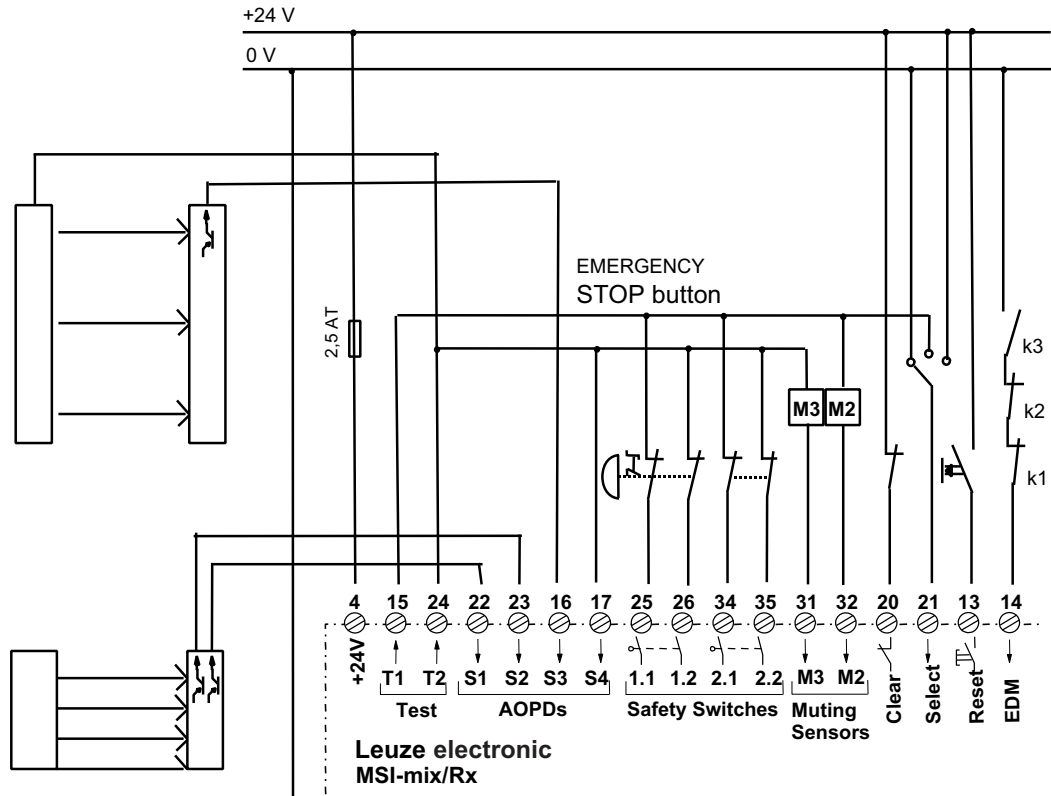 +24 V
0 V
EMERGENCY
STOP button
2,5 AT
k3
M3 M2
k2
k1
4 15 24 22 23 16 17 25 26 34 35 31 32 20 21 13 14
+24V T1 T2 S1 S2 S3 S4 1.1 1.2 2.1 2.2 M3 M2 Clear Select Reset EDM
Test AOPDs Safety Switches Muting
Sensors
Leuze electronic
MSI-mix/Rx